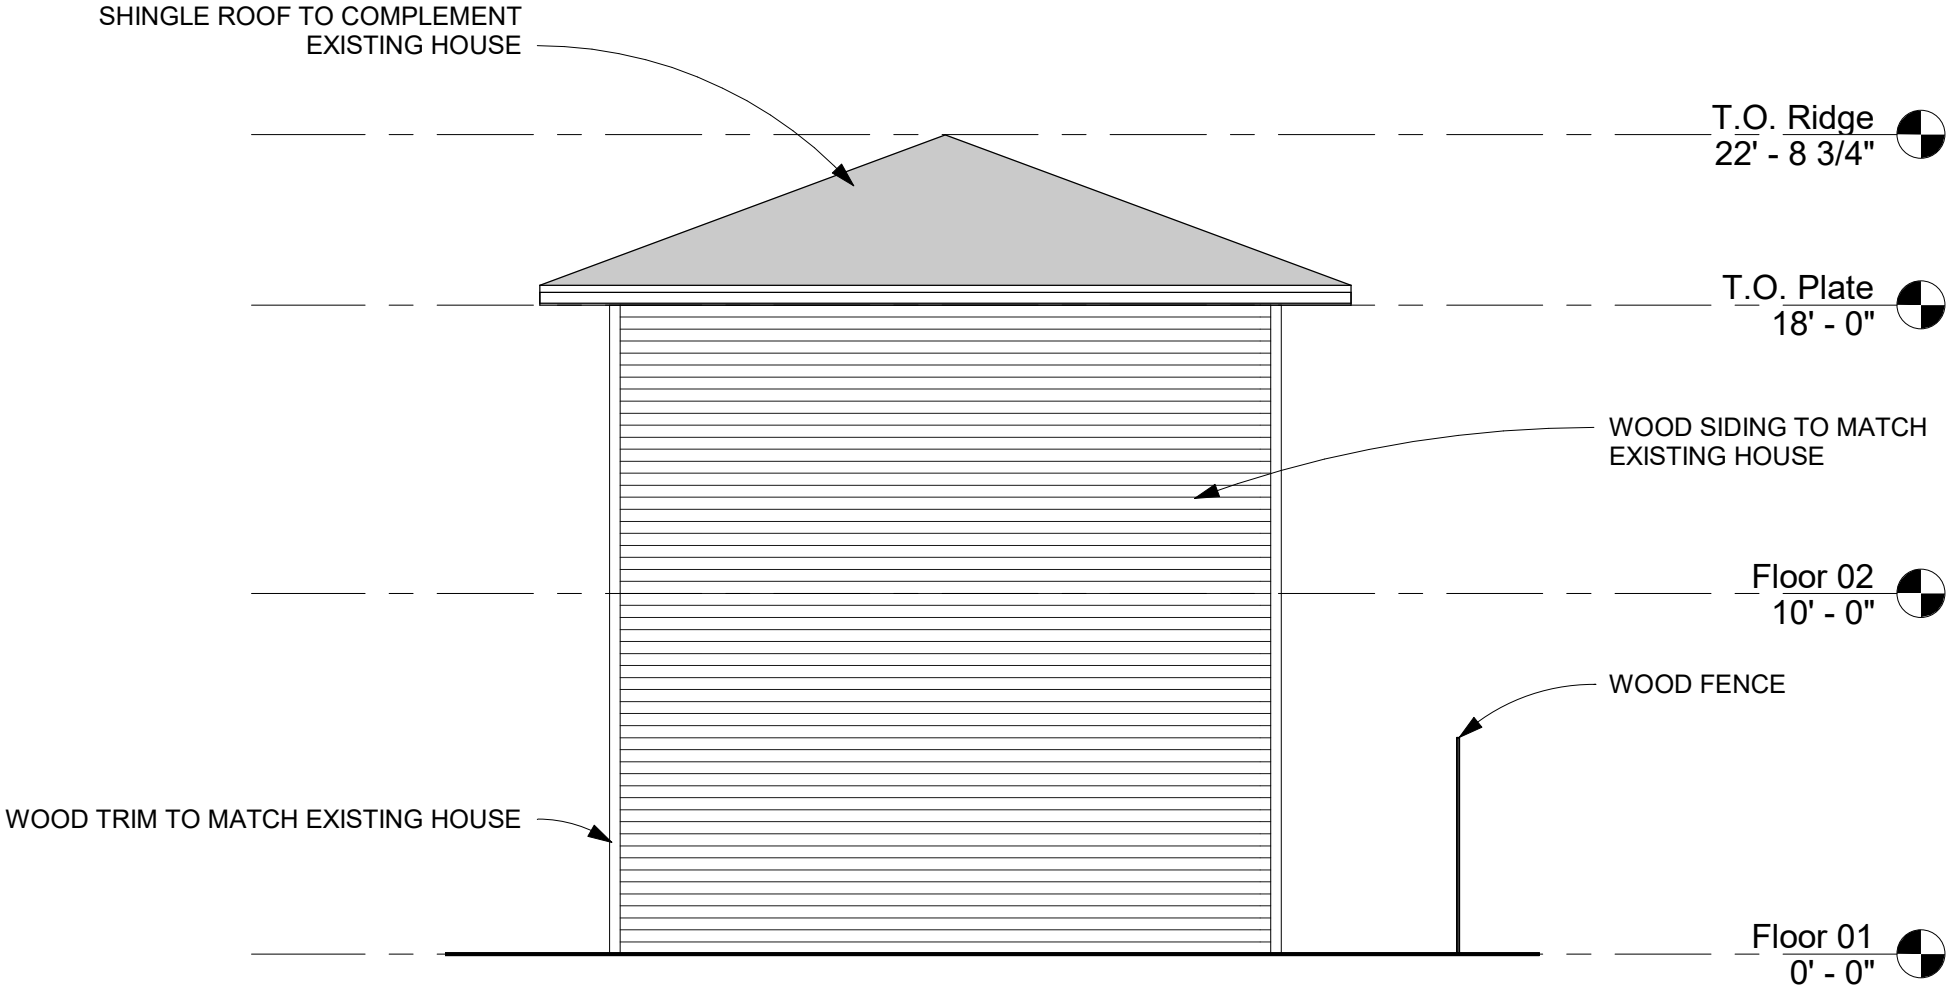 SHINGLE ROOF TO COMPLEMENT
EXISTING HOUSE
T.O. Ridge
22' - 8 3/4"
T.O. Plate
18' - 0"
WOOD SIDING TO MATCH
EXISTING HOUSE
Floor 02
10' - 0"
WOOD FENCE
WOOD TRIM TO MATCH EXISTING HOUSE
Floor 01
0' - 0"